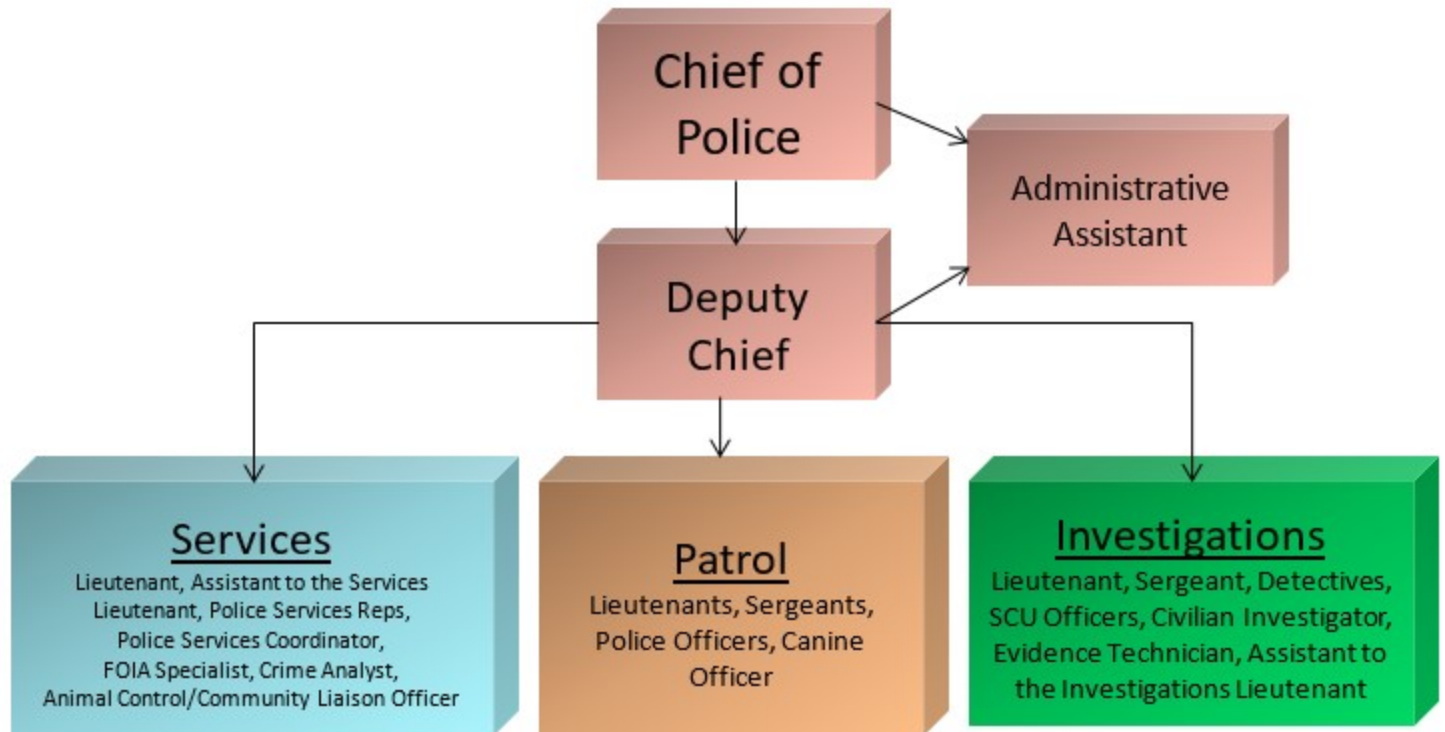 Chief of
Police
Administrative
Assistant
Deputy
Chief
Services
Lieutenant, Assistant to the Services
Lieutenant, Police Services Reps,
Police Services Coordinator,
FOIA Specialist, Crime Analyst,
Animal Control/Community Liaison Officer
Patrol
Lieutenants, Sergeants,
Police Officers, Canine
Officer
Investigations
Lieutenant, Sergeant, Detectives,
SCU Officers, Civilian Investigator,
Evidence Technician, Assistant to
the Investigations Lieutenant